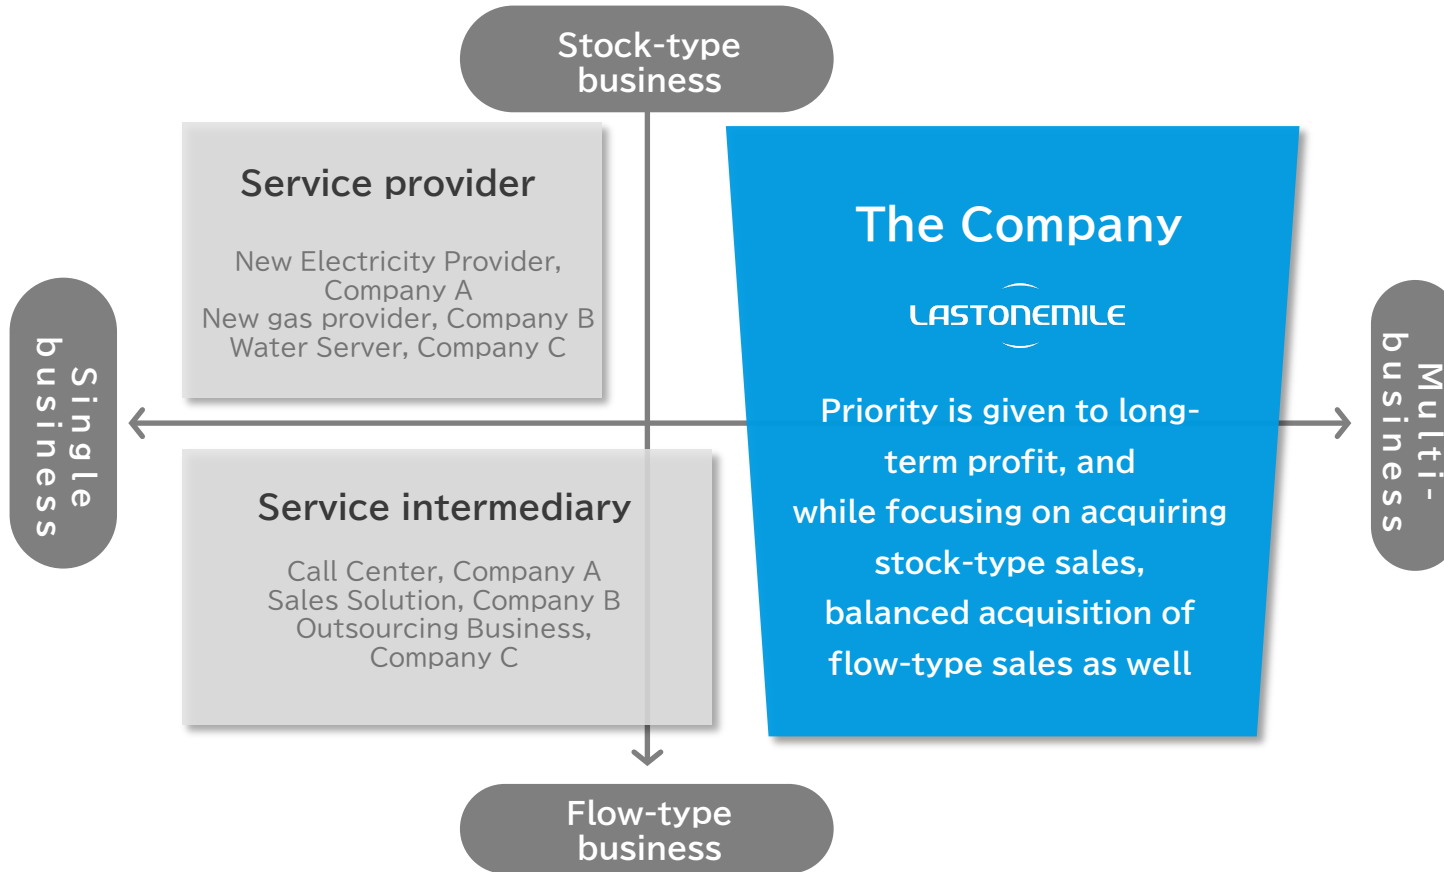 Stock-type
business
Service provider
New Electricity Provider,
Company A
New gas provider, Company B
Water Server, Company C
The Company
LASTONEMILE
Priority is given to long-
term profit, and
while focusing on acquiring
stock-type sales,
balanced acquisition of
flow-type sales as well
Single
business
Multi-
business
Service intermediary
Call Center, Company A
Sales Solution, Company B
Outsourcing Business,
Company C
Flow-type
business